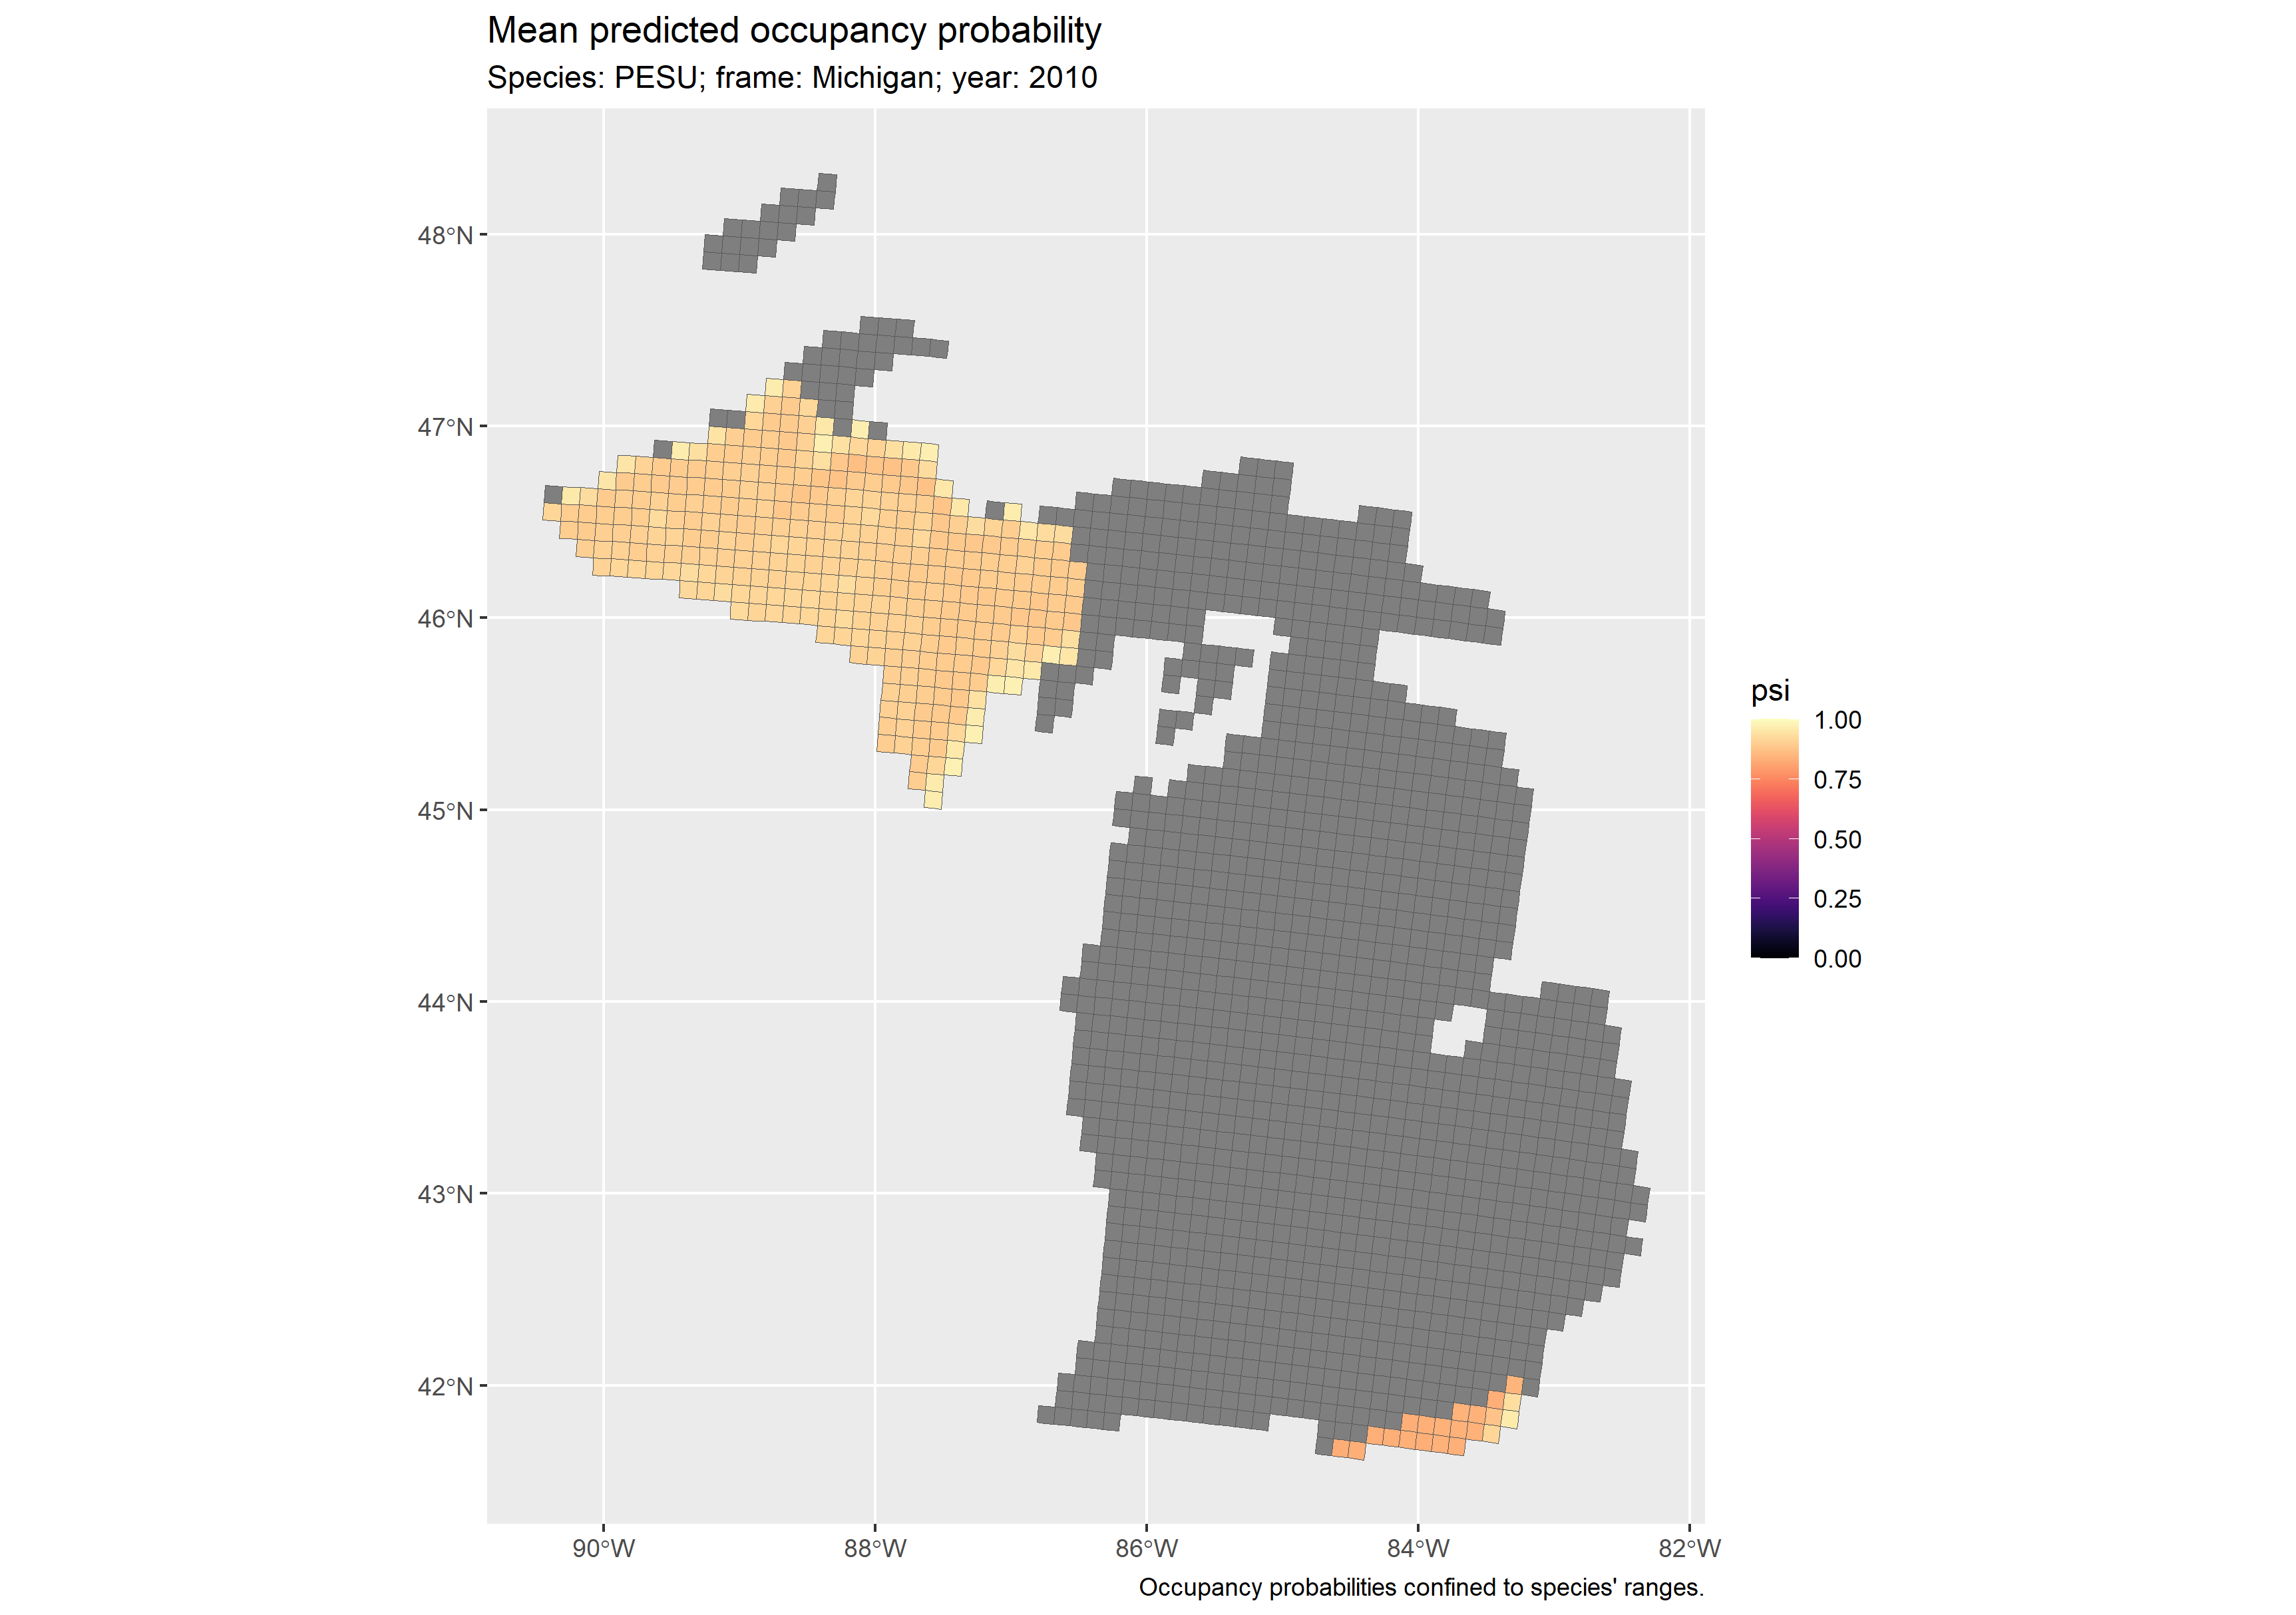 Mean predicted occupancy probability
Species: PESU; frame: Michigan; year: 2010
48°N
47°N
46°N
45°N
44°N
43°N
42°N
90°W
88°W
86°W
84°W
82°W
psi
1.00
0.75
0.50
0.25
0.00
Occupancy probabilities confined to species' ranges.